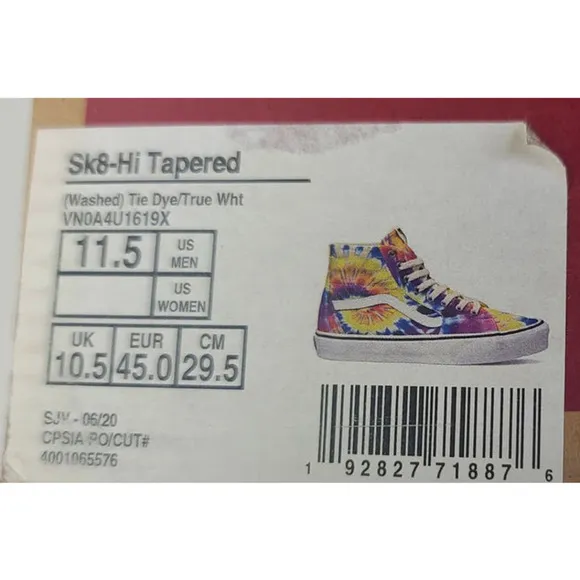 Sk8-Hi Tapered
(Washed) Tie Dye/True Wht
VN0A4U1619X
11.5 US MEN
US WOMEN
UK EUR CM
10.5 45.0 29.5
SJV - 06/20
CPSIA PO/CUT#
4001065576
1 92827 71887 6